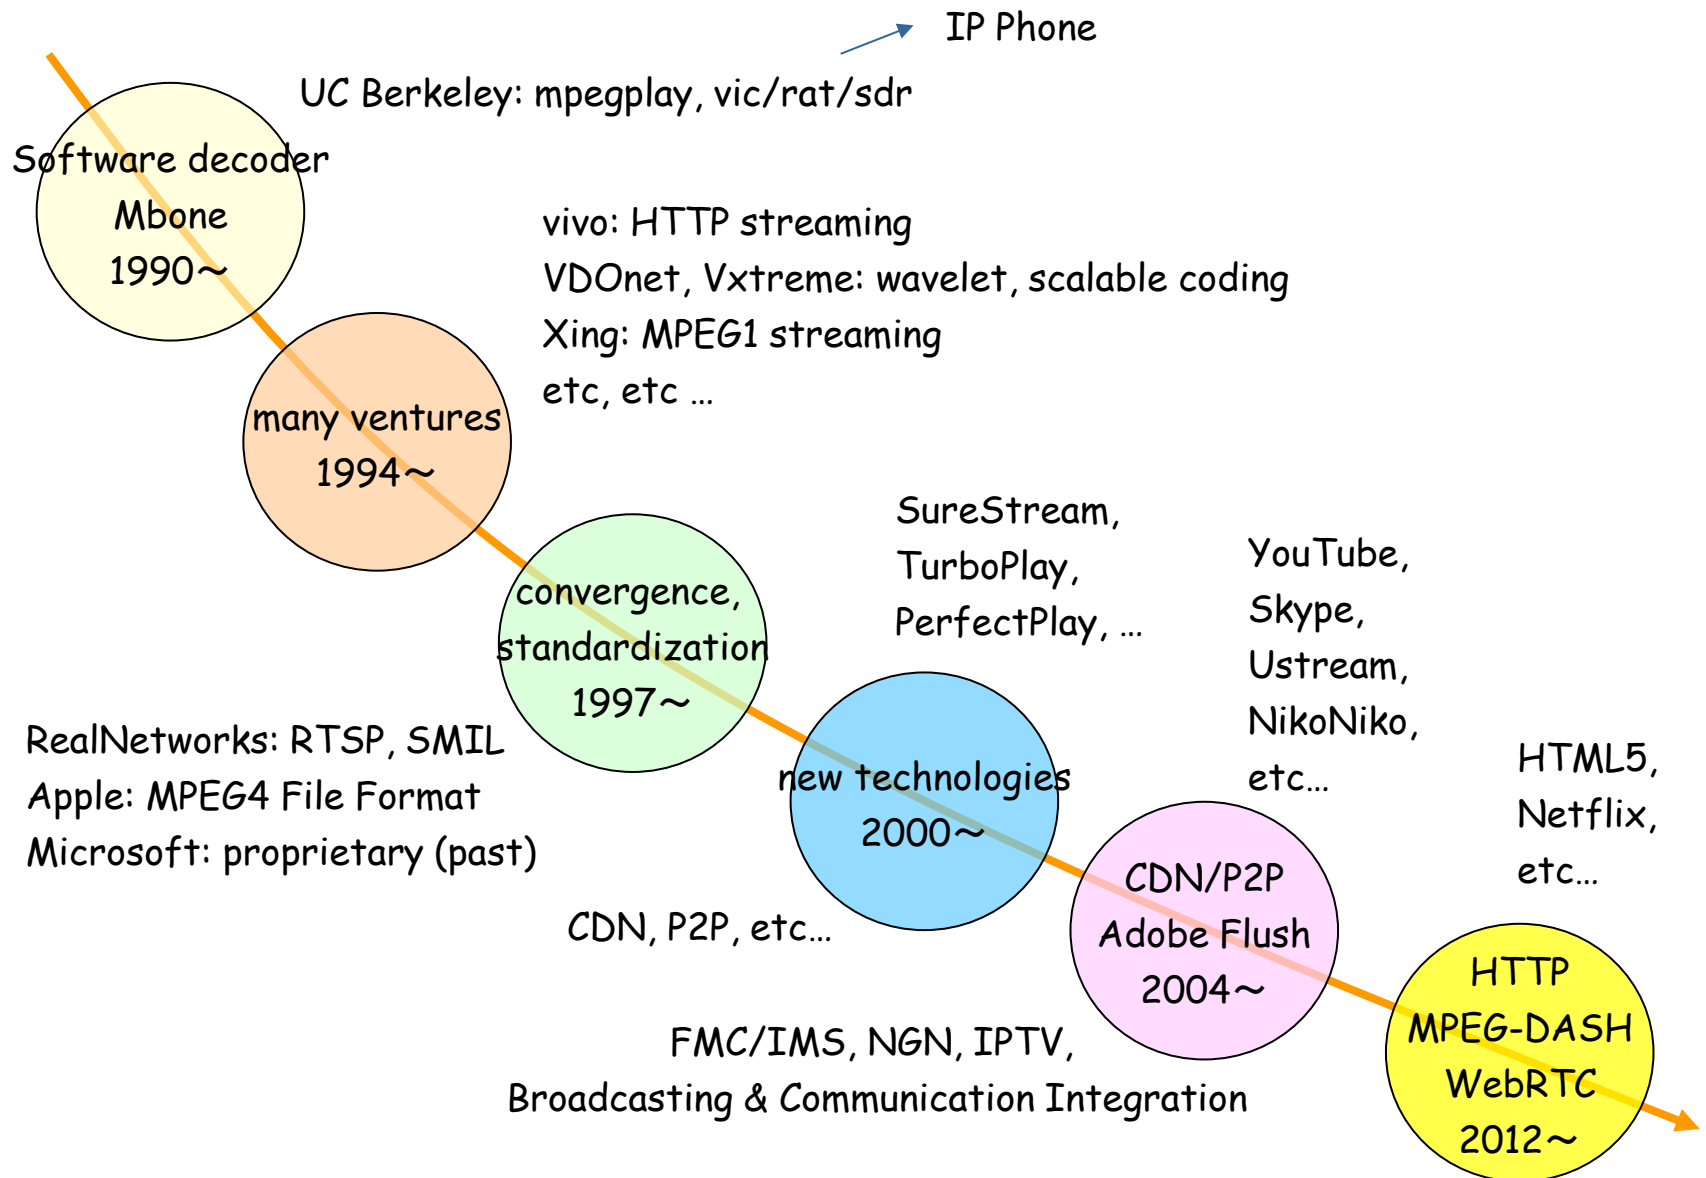 IP Phone
UC Berkeley: mpegplay, vic/rat/sdr
Software decoder
Mbone
1990～
vivo: HTTP streaming
VDOnet, Vxtreme: wavelet, scalable coding
Xing: MPEG1 streaming
etc, etc …
many ventures
1994～
convergence,
standardization
1997～
RealNetworks: RTSP, SMIL
Apple: MPEG4 File Format
Microsoft: proprietary (past)
SureStream,
TurboPlay,
PerfectPlay, …
new technologies
2000～
CDN, P2P, etc…
YouTube,
Skype,
Ustream,
NikoNiko,
etc…
CDN/P2P
Adobe Flush
2004～
FMC/IMS, NGN, IPTV,
Broadcasting & Communication Integration
HTML5,
Netflix,
etc…
HTTP
MPEG-DASH
WebRTC
2012～